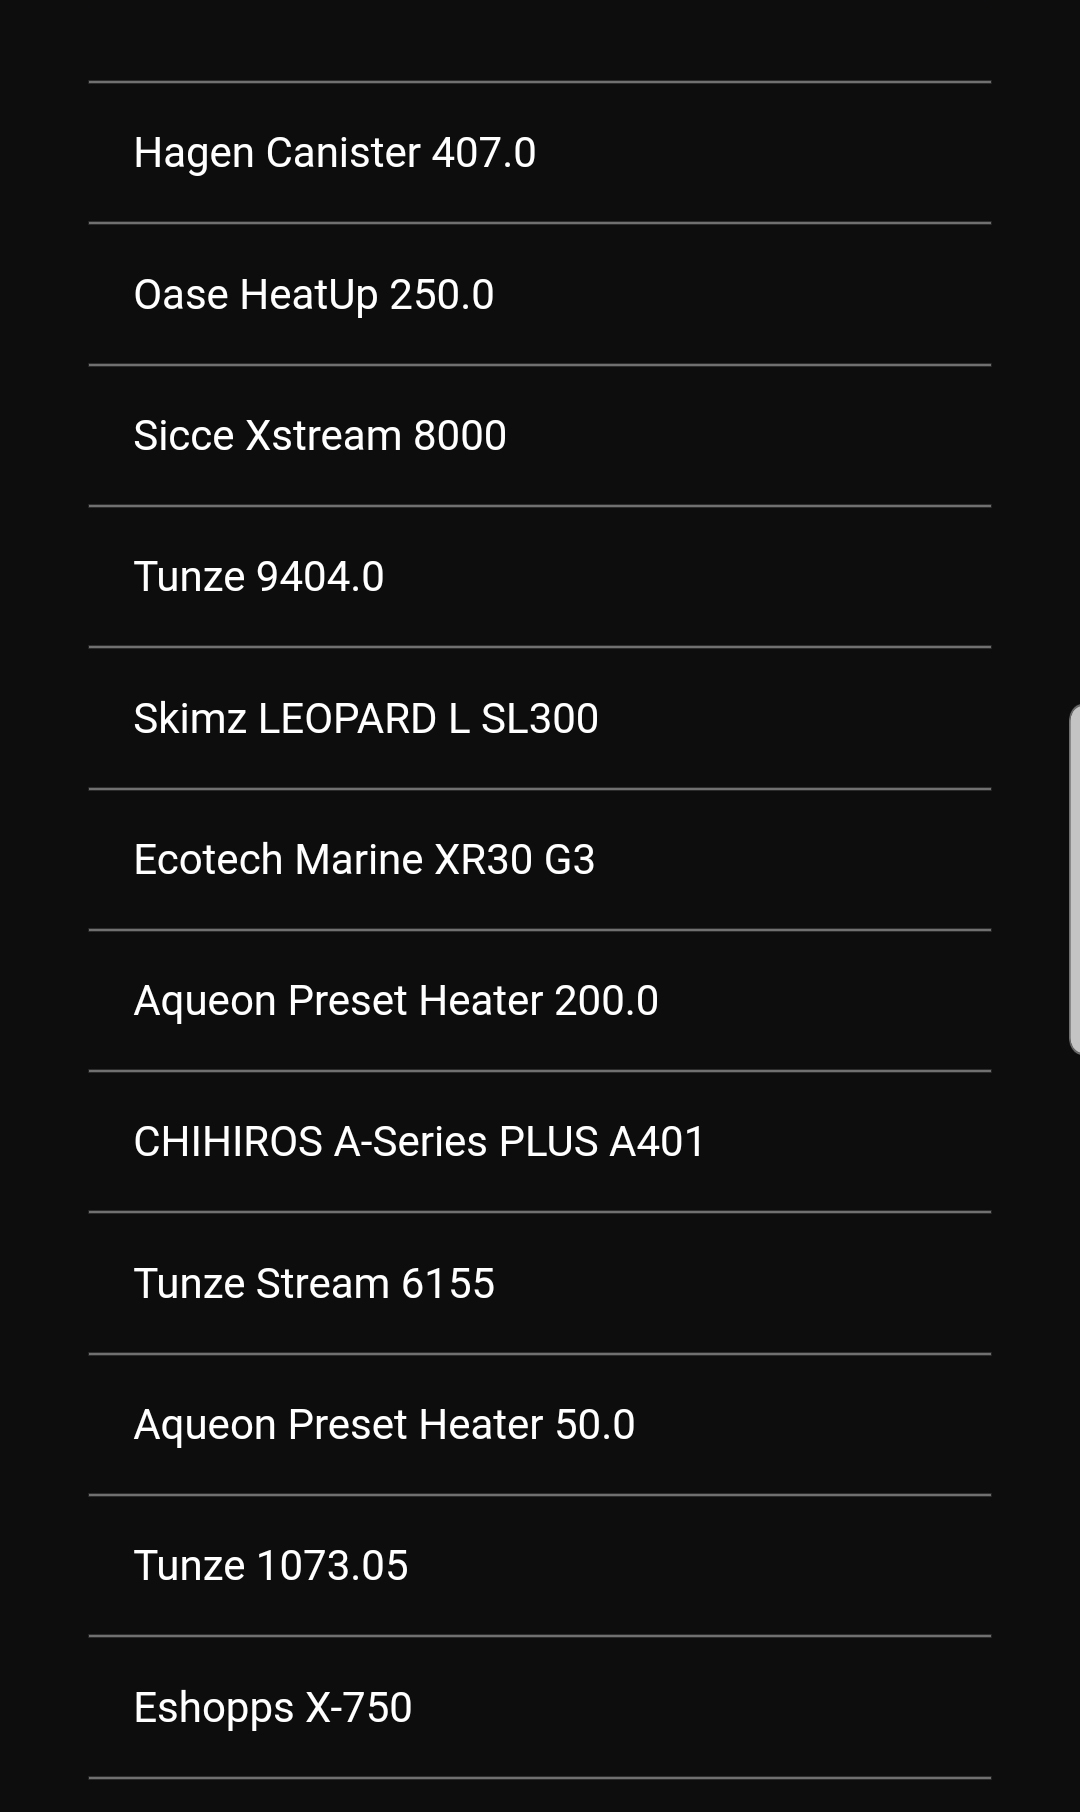 Hagen Canister 407.0
Oase HeatUp 250.0
Sicce Xstream 8000
Tunze 9404.0
Skimz LEOPARD L SL300
Ecotech Marine XR30 G3
Aqueon Preset Heater 200.0
CHIHIROS A-Series PLUS A401
Tunze Stream 6155
Aqueon Preset Heater 50.0
Tunze 1073.05
Eshopps X-750